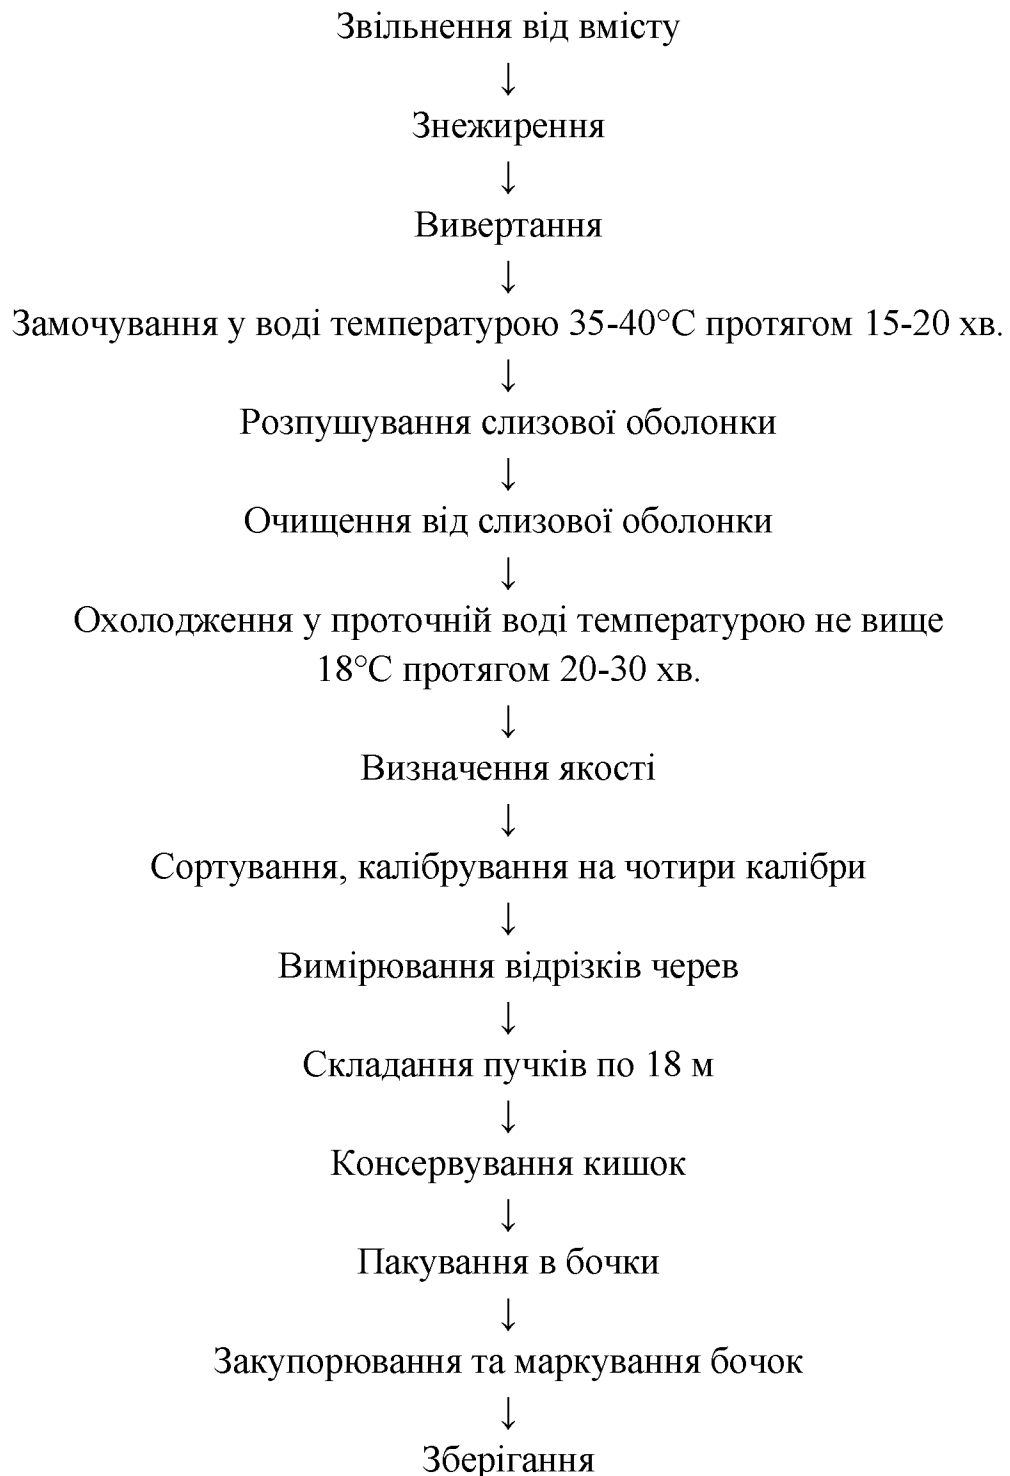 Звільнення від вмісту
↓
Знежирення
↓
Вивертання
↓
Замочування у воді температурою 35-40°С протягом 15-20 хв.
↓
Розпушування слизової оболонки
↓
Очищення від слизової оболонки
↓
Охолодження у проточній воді температурою не вище
18°С протягом 20-30 хв.
↓
Визначення якості
↓
Сортування, калібрування на чотири калібри
↓
Вимірювання відрізків черев
↓
Складання пучків по 18 м
↓
Консервування кишок
↓
Пакування в бочки
↓
Закупорювання та маркування бочок
↓
Зберігання